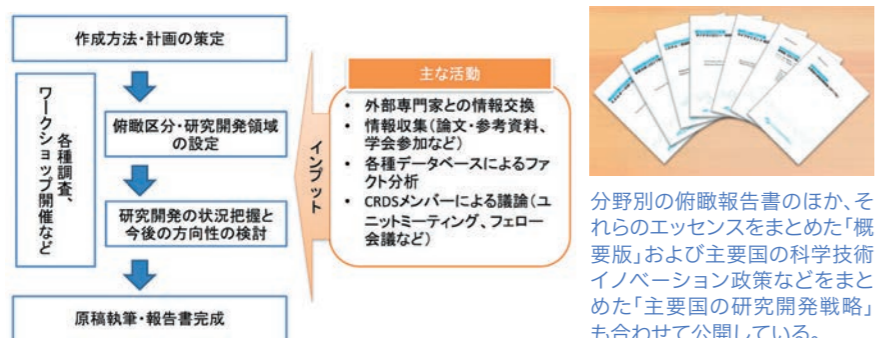 作成方法・計画の策定
俯瞰区分・研究開発領域
の設定
研究開発の状況把握と
今後の方向性の検討
原稿執筆・報告書完成
各種調査、
ワークショップ開催など
インプット
主な活動
• 外部専門家との情報交換
• 情報収集(論文・参考資料、
学会参加など)
• 各種データベースによるファ
クト分析
• CRDSメンバーによる議論(ユ
ニットミーティング、フェロー
会議など)
分野別の俯瞰報告書のほか、そ
れらのエッセンスをまとめた「概
要版」および主要国の科学技術
イノベーション政策などをまと
めた「主要国の研究開発戦略」
も合わせて公開している。